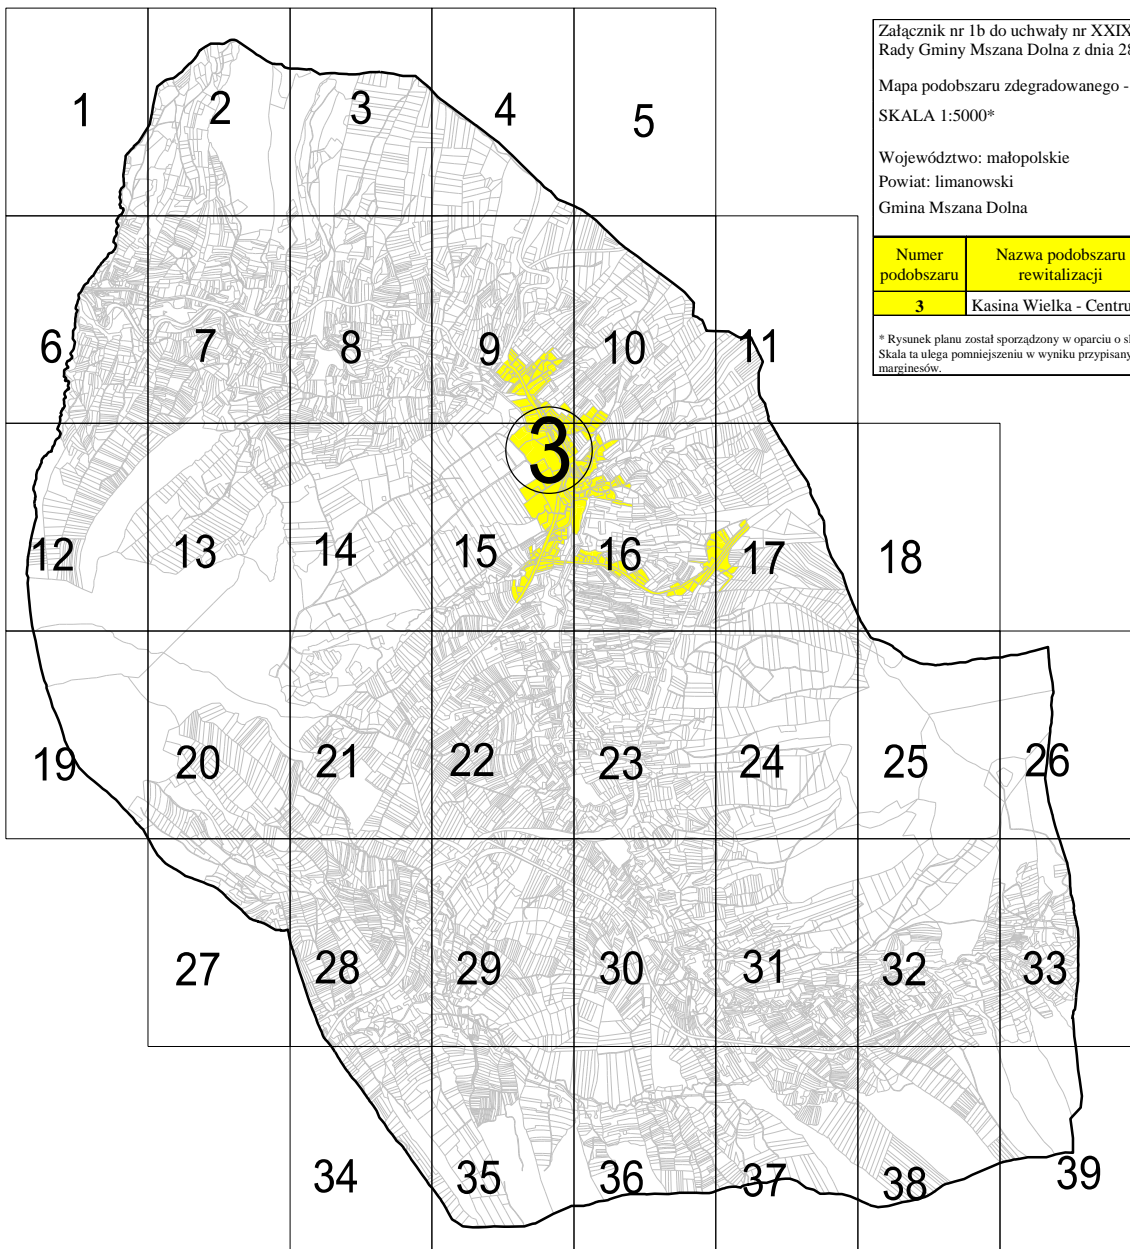 Załącznik nr 1b do uchwały nr XXIX
Rady Gminy Mszana Dolna z dnia 28
Mapa podobszaru zdegradowanego -
SKALA 1:5000*
Województwo: małopolskie
Powiat: limanowski
Gmina Mszana Dolna
Numer podobszaru
Nazwa podobszaru rewitalizacji
3 Kasina Wielka - Centru
* Rysunek planu został sporządzony w oparciu o sk
Skala ta ulega pomniejszeniu w wyniku przypisany
marginesów.
1 2 3 4 5
6 7 8 9 10 11
3
12 13 14 15 16 17 18
19 20 21 22 23 24 25 26
27 28 29 30 31 32 33
34 35 36 37 38 39